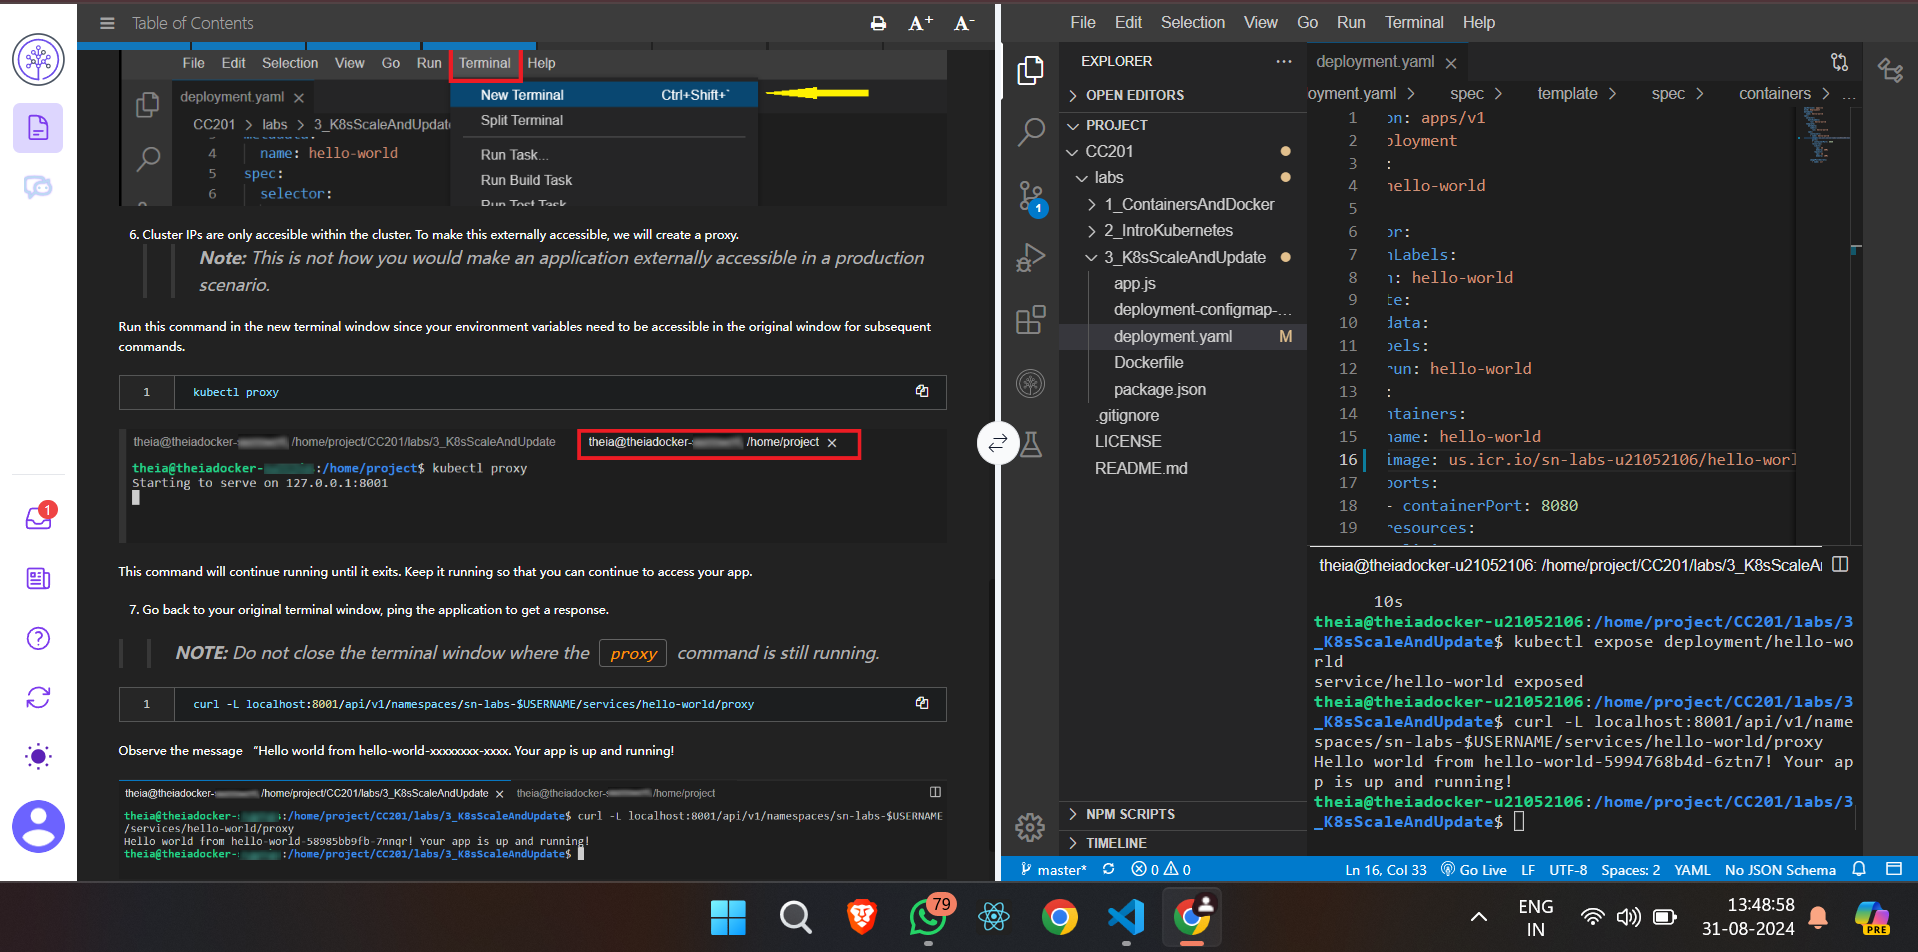 Table of Contents
A+ A-
File Edit Selection View Go Run Terminal Help
deployment.yaml ×
New Terminal Ctrl+Shift+`
Split Terminal
Run Task...
Run Build Task
Run Test Task
CC201 > labs > 3_K8sScaleAndUpdate
4 name: hello-world
5 spec:
6 selector:
6. Cluster IPs are only accesible within the cluster. To make this externally accessible, we will create a proxy.
Note: This is not how you would make an application externally accessible in a production
scenario.
Run this command in the new terminal window since your environment variables need to be accessible in the original window for subsequent
commands.
1 kubectl proxy
theia@theiadocker- /home/project/CC201/labs/3_K8sScaleAndUpdate theia@theiadocker- /home/project ×
theia@theiadocker- :/home/project$ kubectl proxy
Starting to serve on 127.0.0.1:8001
This command will continue running until it exits. Keep it running so that you can continue to access your app.
7. Go back to your original terminal window, ping the application to get a response.
NOTE: Do not close the terminal window where the proxy command is still running.
1 curl -L localhost:8001/api/v1/namespaces/sn-labs-$USERNAME/services/hello-world/proxy
Observe the message “Hello world from hello-world-xxxxxxxx-xxxx. Your app is up and running!
theia@theiadocker- /home/project/CC201/labs/3_K8sScaleAndUpdate × theia@theiadocker- /home/project
theia@theiadocker- :/home/project/CC201/labs/3_K8sScaleAndUpdate$ curl -L localhost:8001/api/v1/namespaces/sn-labs-$USERNAME
/services/hello-world/proxy
Hello world from hello-world-58985bb9fb-7nnqr! Your app is up and running!
theia@theiadocker- :/home/project/CC201/labs/3_K8sScaleAndUpdate$
1
File Edit Selection View Go Run Terminal Help
EXPLORER ...
OPEN EDITORS
PROJECT
CC201
labs
1_ContainersAndDocker
2_IntroKubernetes
3_K8sScaleAndUpdate
app.js
deployment-configmap-...
deployment.yaml M
Dockerfile
package.json
.gitignore
LICENSE
README.md
NPM SCRIPTS
TIMELINE
1
deployment.yaml ×
oyment.yaml > spec > template > spec > containers > ...
1 on: apps/v1
2 ployment
3 :
4 hello-world
5
6 or:
7 hLabels:
8 n: hello-world
9 te:
10 data:
11 bels:
12 run: hello-world
13 :
14 ntainers:
15 name: hello-world
16 image: us.icr.io/sn-labs-u21052106/hello-worl
17 ports:
18 - containerPort: 8080
19 resources:
theia@theiadocker-u21052106: /home/project/CC201/labs/3_K8sScaleA
10s
theia@theiadocker-u21052106:/home/project/CC201/labs/3
_K8sScaleAndUpdate$ kubectl expose deployment/hello-wo
rld
service/hello-world exposed
theia@theiadocker-u21052106:/home/project/CC201/labs/3
_K8sScaleAndUpdate$ curl -L localhost:8001/api/v1/name
spaces/sn-labs-$USERNAME/services/hello-world/proxy
Hello world from hello-world-5994768b4d-6ztn7! Your ap
p is up and running!
theia@theiadocker-u21052106:/home/project/CC201/labs/3
_K8sScaleAndUpdate$
master* 0 0 Ln 16, Col 33 Go Live LF UTF-8 Spaces: 2 YAML No JSON Schema
79
ENG
IN
13:48:58
31-08-2024
PRE